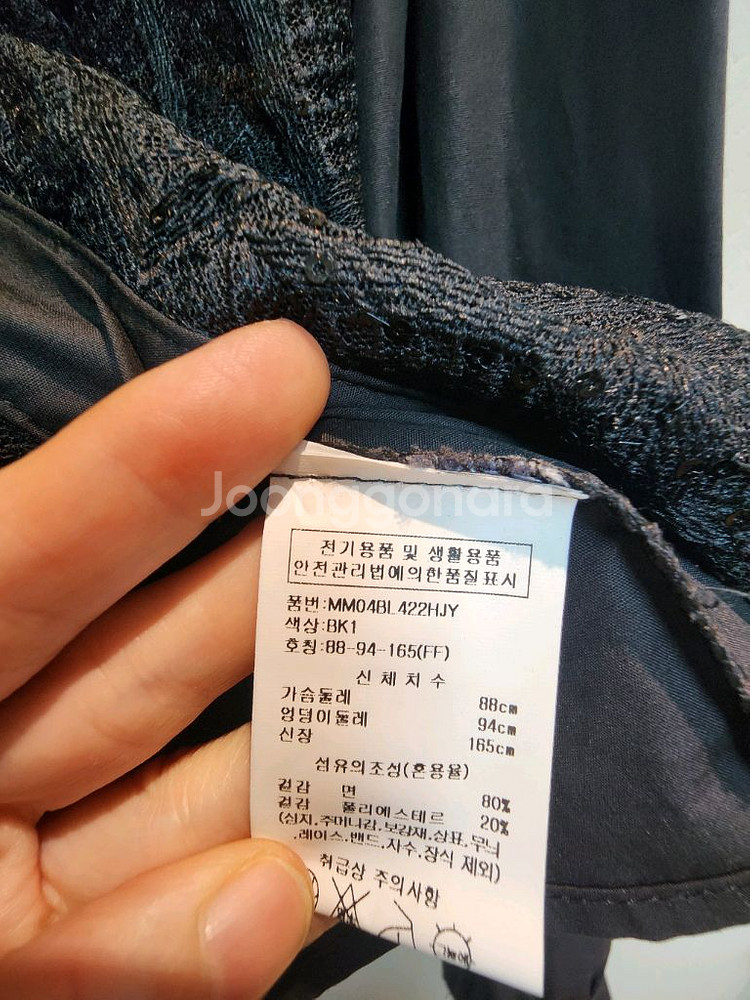 Joonggonara
전기용품 및 생활용품
안전관리법에의한품질표시
품번:MM04BL422HJY
색상:BK1
호칭:88-94-165(FF)
신체치수
가슴둘레 88cm
엉덩이둘레 94cm
신장 165cm
섬유의조성(혼용율)
겉감 면 80%
겉감 폴리에스테르 20%
(심지,주머니감,보강재,상표,무늬
,레이스,밴드,자수,장식 제외)
취급상 주의사항